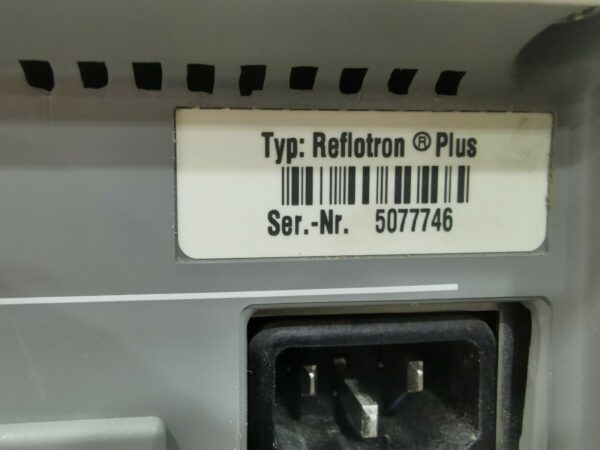 Typ: Reflotron ® Plus
Ser.-Nr. 5077746